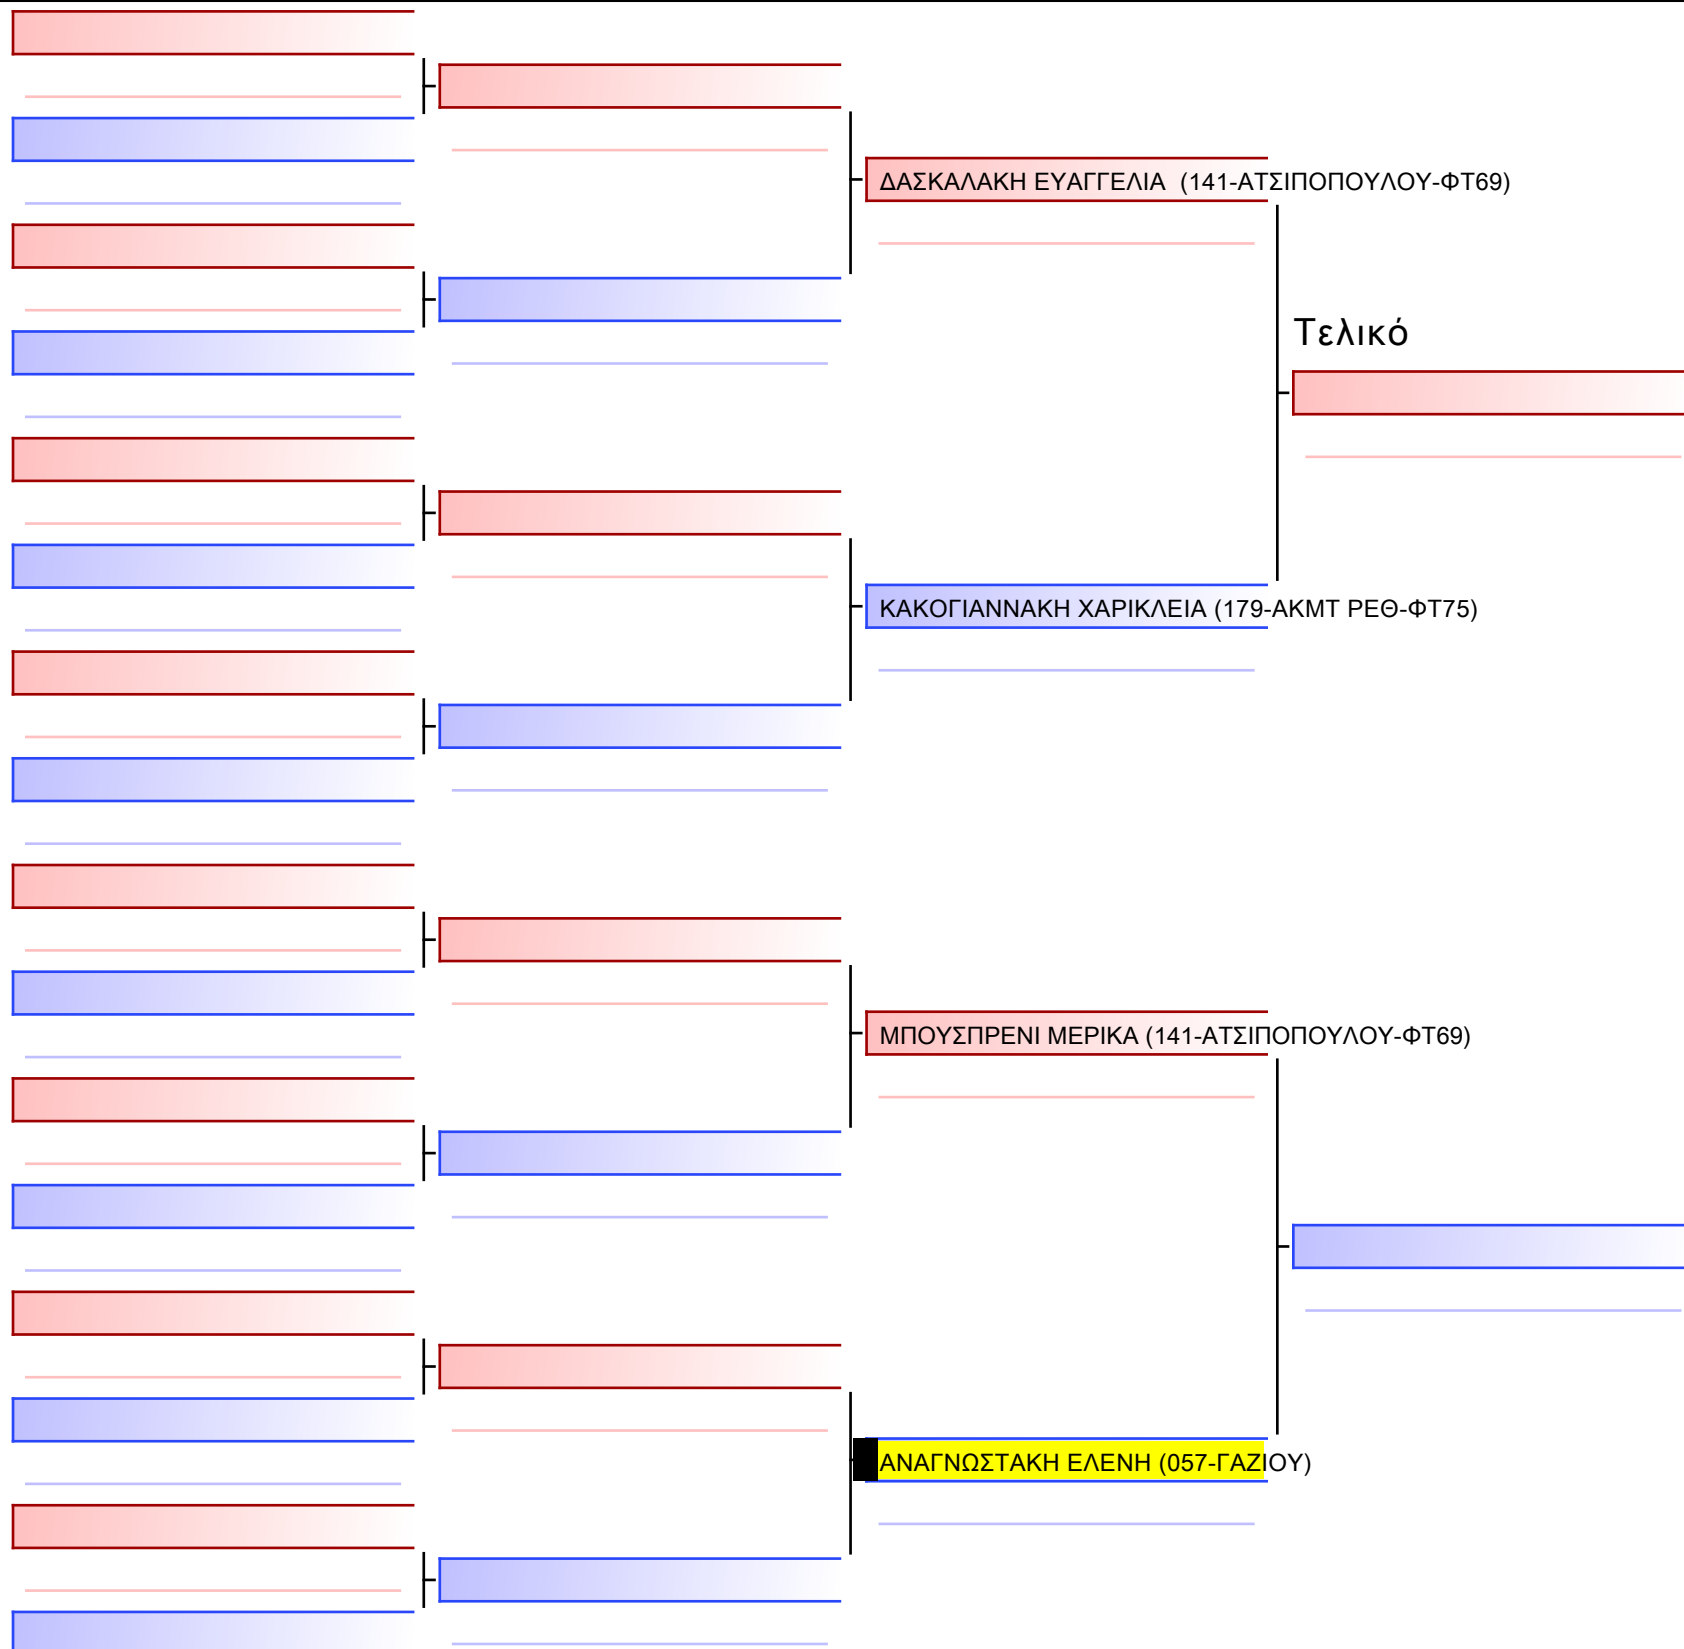 ΔΑΣΚΑΛΑΚΗ ΕΥΑΓΓΕΛΙΑ  (141-ΑΤΣΙΠΟΠΟΥΛΟΥ-ΦΤ69)
Τελικό
ΚΑΚΟΓΙΑΝΝΑΚΗ ΧΑΡΙΚΛΕΙΑ (179-ΑΚΜΤ ΡΕΘ-ΦΤ75)
ΜΠΟΥΣΠΡΕΝΙ ΜΕΡΙΚΑ (141-ΑΤΣΙΠΟΠΟΥΛΟΥ-ΦΤ69)
ΑΝΑΓΝΩΣΤΑΚΗ ΕΛΕΝΗ (057-ΓΑΖΙΟΥ)